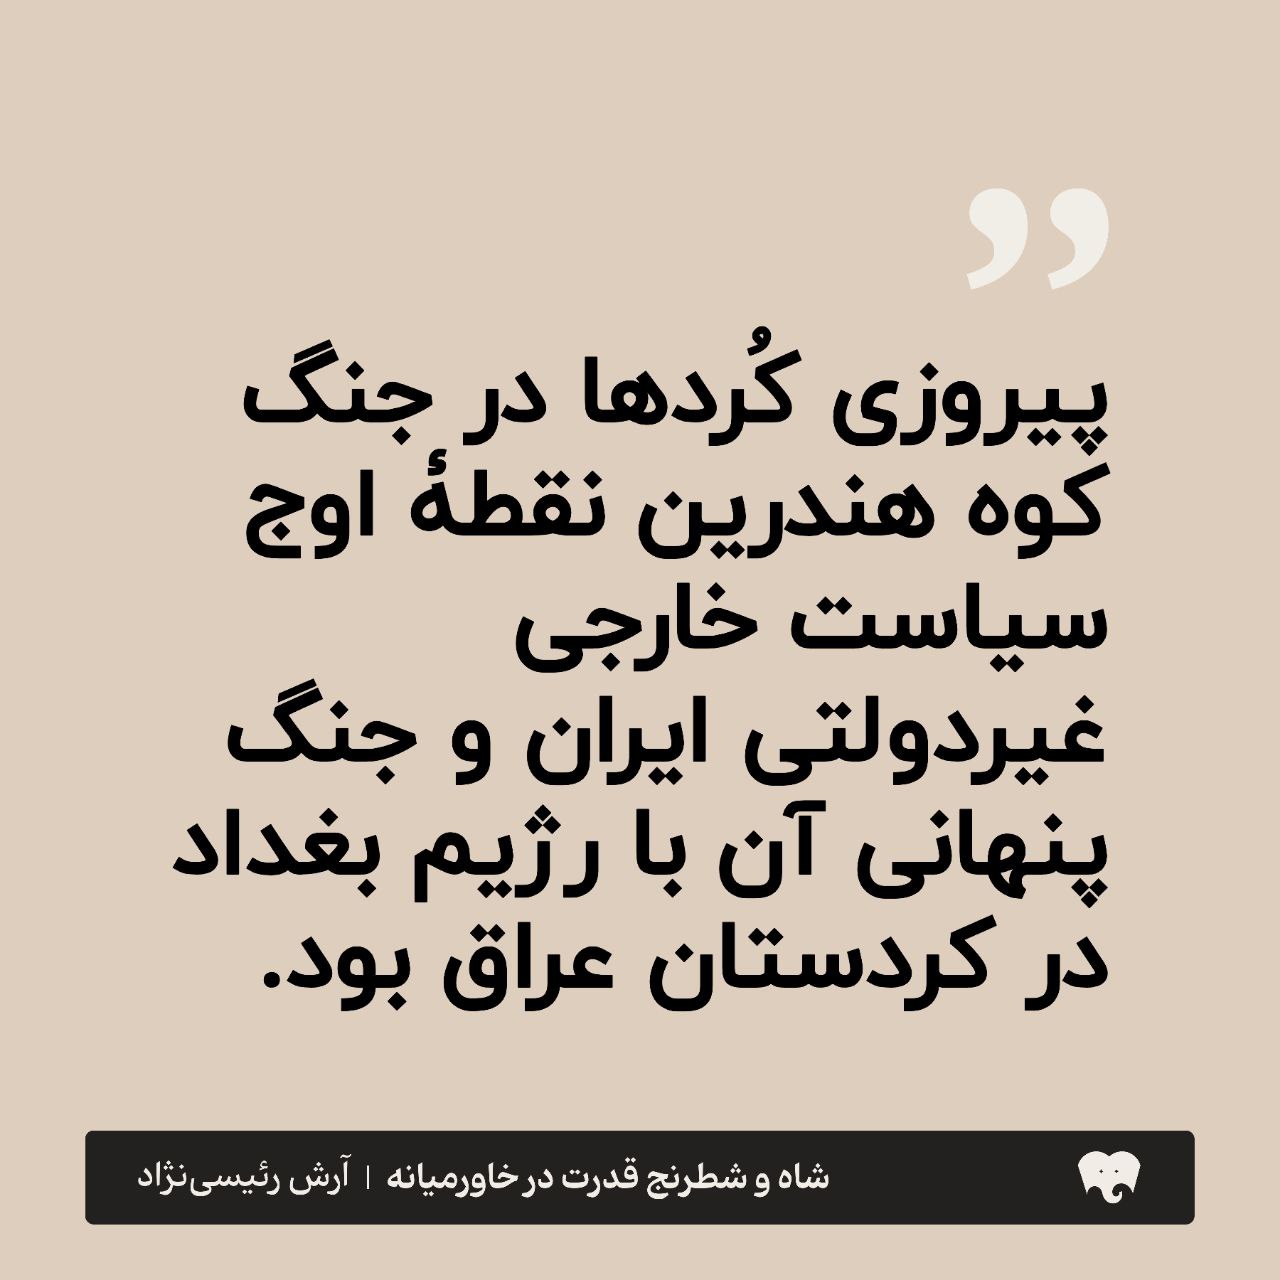 ”
پیروزی کُردها در جنگ
کوه هندرین نقطهٔ اوج
سیاست خارجی
غیردولتی ایران و جنگ
پنهانی آن با رژیم بغداد
در کردستان عراق بود.
شاه و شطرنج قدرت در خاورمیانه | آرش رئیسی‌نژاد